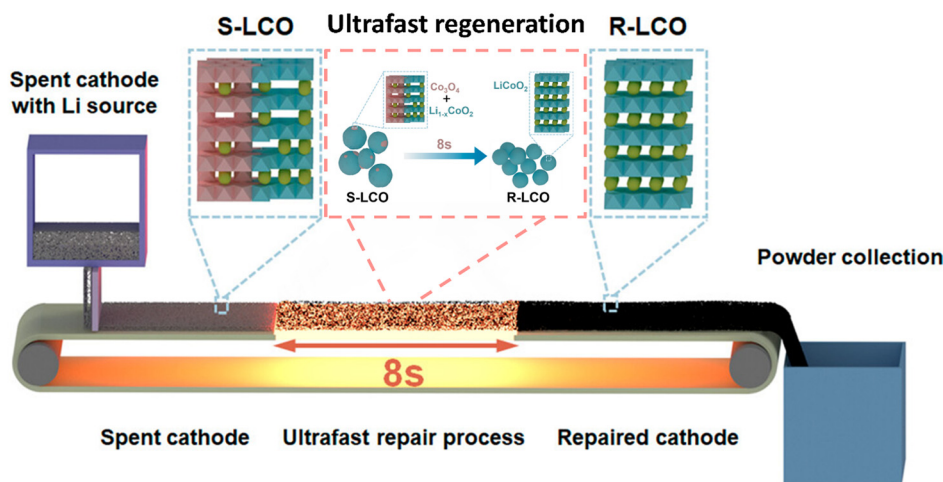 S-LCO
Ultrafast regeneration
R-LCO
Spent cathode
with Li source
Co₃O₄
+
Li₁₋ₓCoO₂
LiCoO₂
8s
S-LCO
R-LCO
Powder collection
8s
Spent cathode
Ultrafast repair process
Repaired cathode